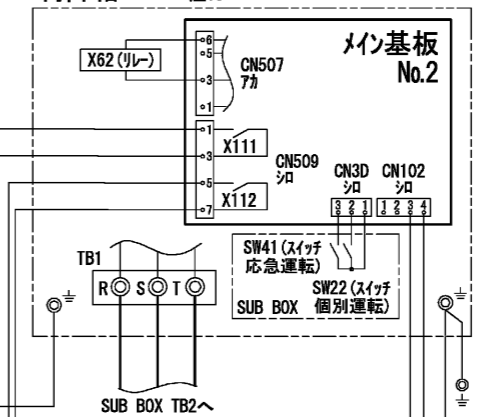 メイン基板
No.2
X62(リレー)
6
5
3
1
CN507
アカ
1
3
5
7
X111
X112
CN509
シロ
CN3D
シロ
3 2 1
CN102
シロ
1 2 3 4
SW41(スイッチ
応急運転)
SW22(スイッチ
個別運転)
SUB BOX
TB1
R S T
SUB BOX TB2へ